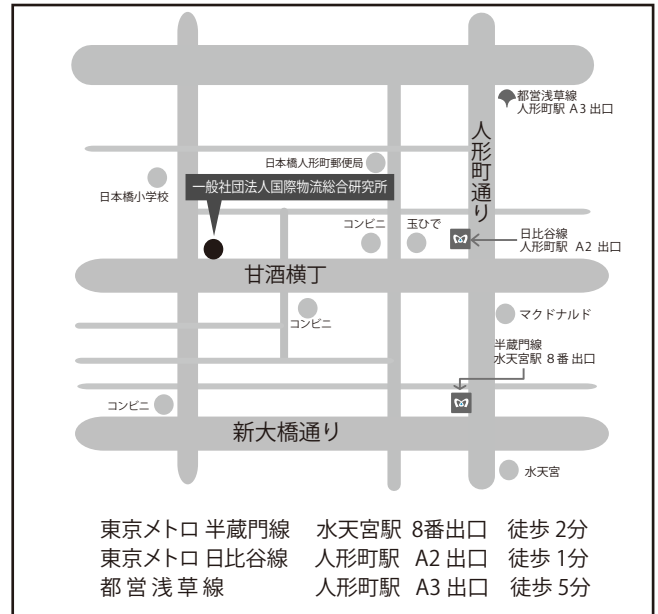 都営浅草線
人形町駅 A3 出口
人形町通り
日本橋人形町郵便局
日本橋小学校
一般社団法人国際物流総合研究所
コンビニ
玉ひで
日比谷線
人形町駅 A2 出口
甘酒横丁
コンビニ
マクドナルド
半蔵門線
水天宮駅 8番 出口
コンビニ
新大橋通り
水天宮
東京メトロ 半蔵門線 水天宮駅 8番出口 徒歩 2分
東京メトロ 日比谷線 人形町駅 A2 出口 徒歩 1分
都営浅草線 人形町駅 A3 出口 徒歩 5分